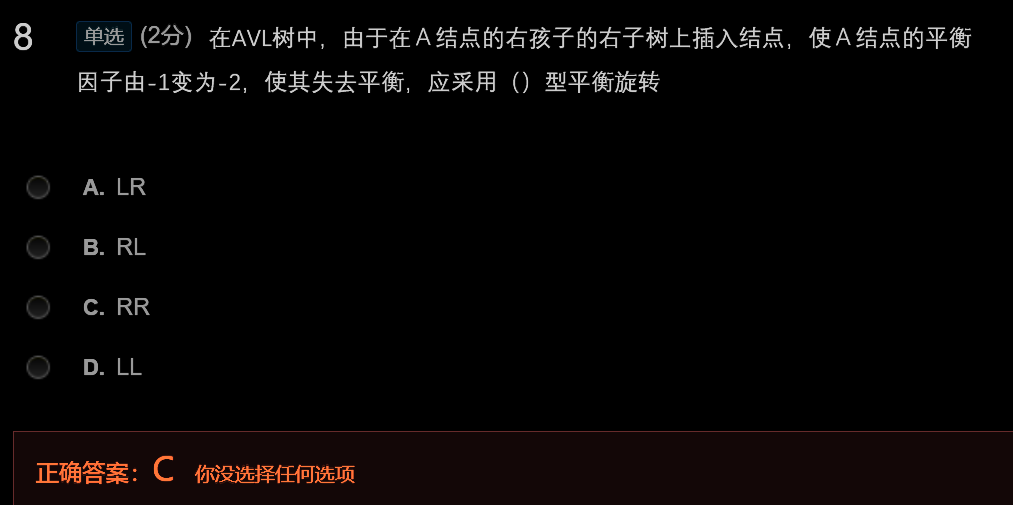 8 单选 (2分) 在AVL树中，由于在 A 结点的右孩子的右子树上插入结点，使 A 结点的平衡
因子由-1变为-2，使其失去平衡，应采用（）型平衡旋转
A. LR
B. RL
C. RR
D. LL
正确答案：C 你没选择任何选项